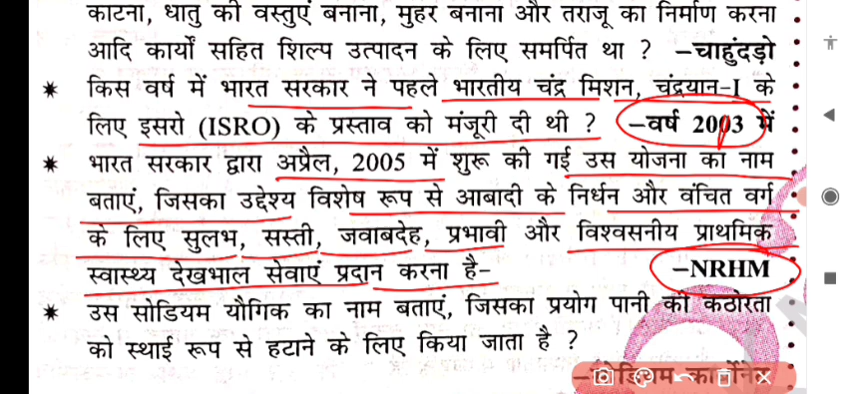 काटना, धातु की वस्तुएं बनाना, मुहर बनाना और तराजू का निर्माण करना
आदि कार्यों सहित शिल्प उत्पादन के लिए समर्पित था ? –चाहुंदड़ो
* किस वर्ष में भारत सरकार ने पहले भारतीय चंद्र मिशन, चंद्रयान-I के
लिए इसरो (ISRO) के प्रस्ताव को मंजूरी दी थी ? –वर्ष 2003 में
* भारत सरकार द्वारा अप्रैल, 2005 में शुरू की गई उस योजना का नाम
बताएं, जिसका उद्देश्य विशेष रूप से आबादी के निर्धन और वंचित वर्ग
के लिए सुलभ, सस्ती, जवाबदेह, प्रभावी और विश्वसनीय प्राथमिक
स्वास्थ्य देखभाल सेवाएं प्रदान करना है– –NRHM
* उस सोडियम यौगिक का नाम बताएं, जिसका प्रयोग पानी की कठोरता
को स्थाई रूप से हटाने के लिए किया जाता है ?